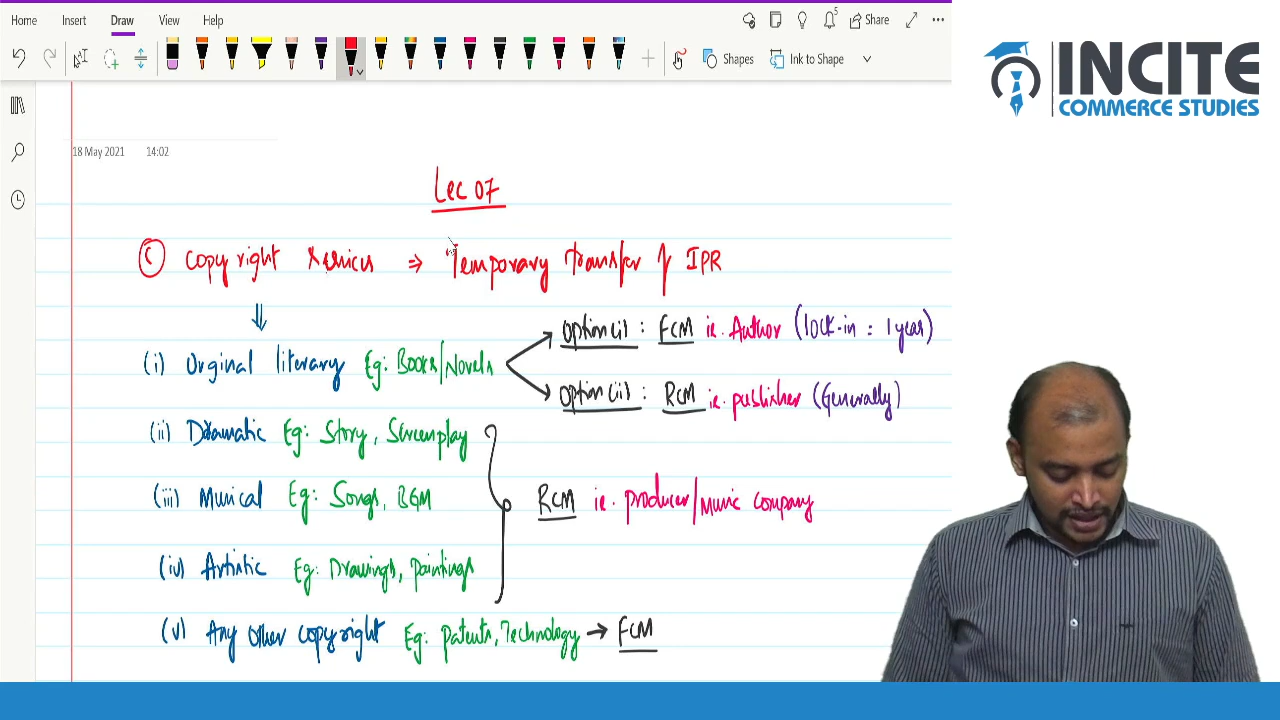 Home Insert Draw View Help
5
Share
Shapes
Ink to Shape
INCITE
COMMERCE STUDIES
18 May 2021 14:02
Lec 07
(C) Copyright Services ⇒ Temporary transfer of IPR
(i) Orginal literary Eg: Books/Novels
Option (i) : FCM ie. Author (lock-in = 1 year)
Option (ii) : RCM ie. publisher (Generally)
(ii) Dramatic Eg: Story, Screenplay
(iii) Musical Eg: Songs, BGM
RCM ie. producer/Music company
(iv) Artistic Eg: Drawings, paintings
(v) Any other copyright Eg: patents, Technology → FCM